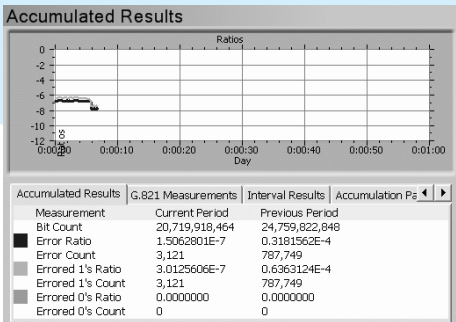 Accumulated Results
Ratios
0
-2
-4
-6
-8
-10
-12
0:00:00 0:00:10 0:00:20 0:00:30 0:00:40 0:00:50 0:01:00
Day
Accumulated Results G.821 Measurements Interval Results Accumulation Pa
Measurement Current Period Previous Period
Bit Count 20,719,918,464 24,759,822,848
Error Ratio 1.5062801E-7 0.3181562E-4
Error Count 3,121 787,749
Errored 1's Ratio 3.0125606E-7 0.6363124E-4
Errored 1's Count 3,121 787,749
Errored 0's Ratio 0.0000000 0.0000000
Errored 0's Count 0 0